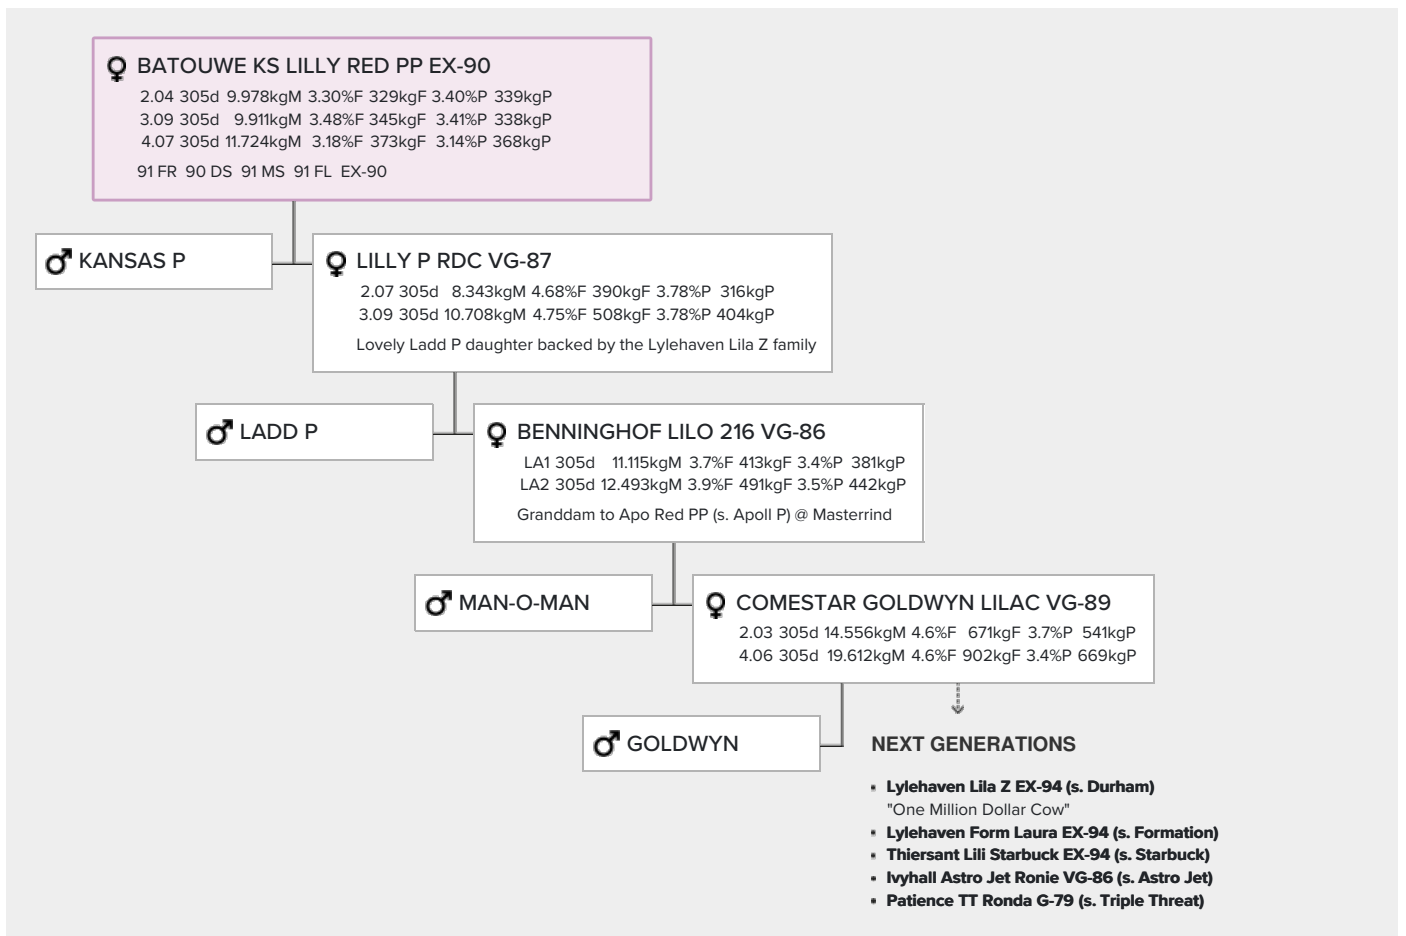 BATOUWE KS LILLY RED PP EX-90
2.04 305d 9.978kgM 3.30%F 329kgF 3.40%P 339kgP
3.09 305d 9.911kgM 3.48%F 345kgF 3.41%P 338kgP
4.07 305d 11.724kgM 3.18%F 373kgF 3.14%P 368kgP
91 FR 90 DS 91 MS 91 FL EX-90
KANSAS P
LILLY P RDC VG-87
2.07 305d 8.343kgM 4.68%F 390kgF 3.78%P 316kgP
3.09 305d 10.708kgM 4.75%F 508kgF 3.78%P 404kgP
Lovely Ladd P daughter backed by the Lylehaven Lila Z family
LADD P
BENNINGHOF LILO 216 VG-86
LA1 305d 11.115kgM 3.7%F 413kgF 3.4%P 381kgP
LA2 305d 12.493kgM 3.9%F 491kgF 3.5%P 442kgP
Granddam to Apo Red PP (s. Apoll P) @ Masterrind
MAN-O-MAN
COMESTAR GOLDWYN LILAC VG-89
2.03 305d 14.556kgM 4.6%F 671kgF 3.7%P 541kgP
4.06 305d 19.612kgM 4.6%F 902kgF 3.4%P 669kgP
GOLDWYN
NEXT GENERATIONS
▪ Lylehaven Lila Z EX-94 (s. Durham)
"One Million Dollar Cow"
▪ Lylehaven Form Laura EX-94 (s. Formation)
▪ Thiersant Lili Starbuck EX-94 (s. Starbuck)
▪ Ivyhall Astro Jet Ronie VG-86 (s. Astro Jet)
▪ Patience TT Ronda G-79 (s. Triple Threat)